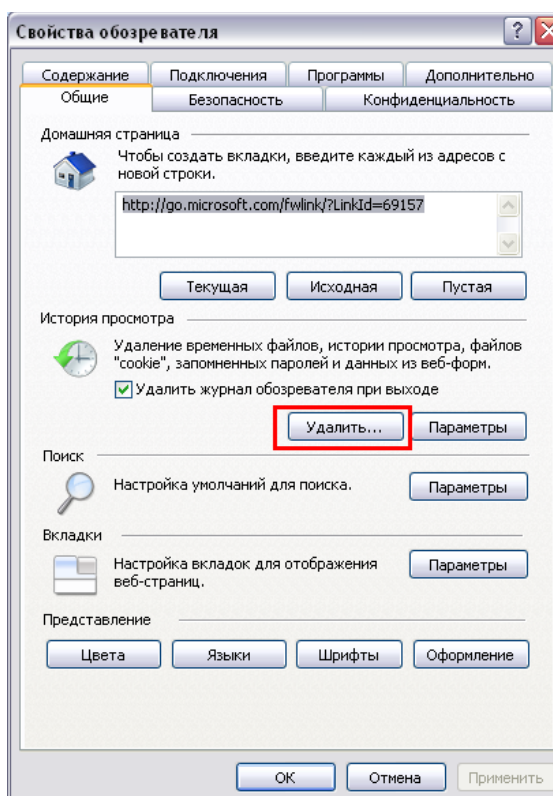 Свойства обозревателя
Содержание Подключения Программы Дополнительно
Общие Безопасность Конфиденциальность
Домашняя страница
Чтобы создать вкладки, введите каждый из адресов с
новой строки.
http://go.microsoft.com/fwlink/?LinkId=69157
Текущая Исходная Пустая
История просмотра
Удаление временных файлов, истории просмотра, файлов
"cookie", запомненных паролей и данных из веб-форм.
Удалить журнал обозревателя при выходе
Удалить... Параметры
Поиск
Настройка умолчаний для поиска. Параметры
Вкладки
Настройка вкладок для отображения Параметры
веб-страниц.
Представление
Цвета Языки Шрифты Оформление
ОК Отмена Применить